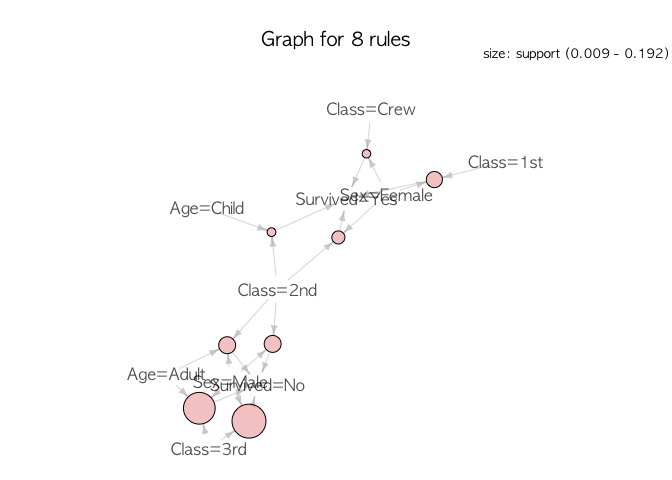 Graph for 8 rules
size: support (0.009 - 0.192)
Class=Crew
Class=1st
Sex=Female
Survived=Yes
Age=Child
Class=2nd
Age=Adult
Sex=Male
Survived=No
Class=3rd